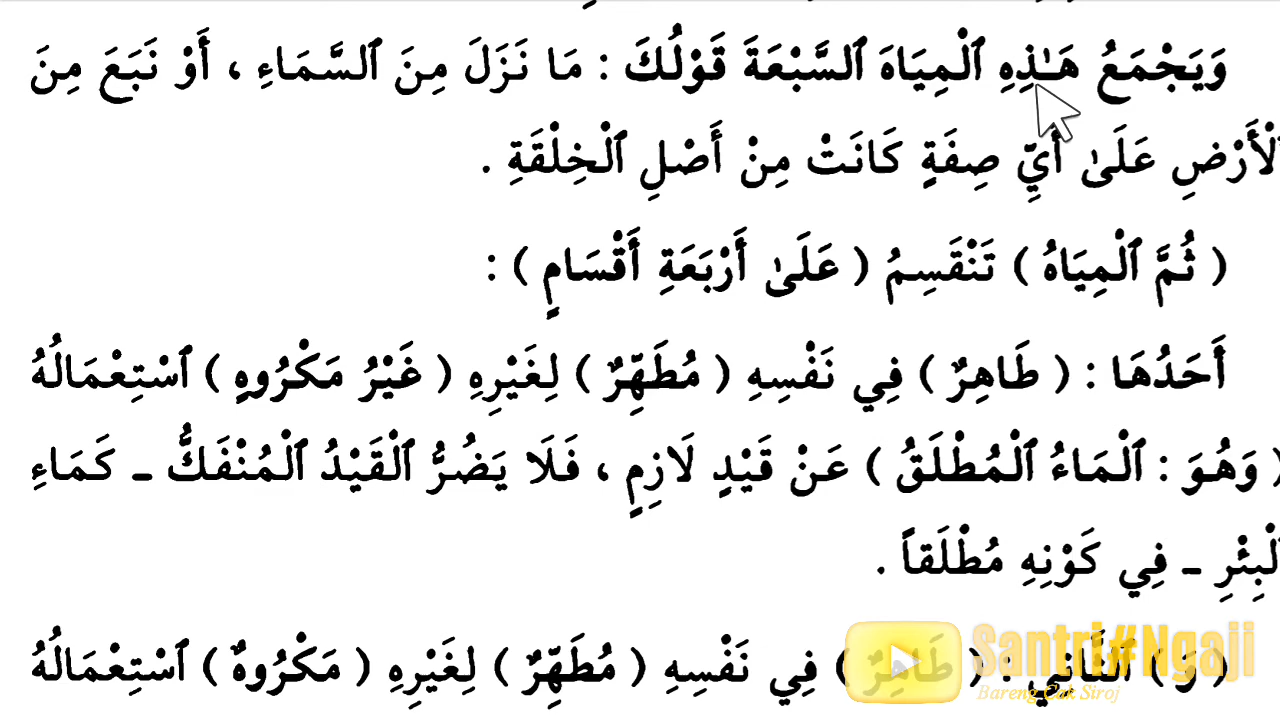 وَيَجْمَعُ هَـٰذِهِ ٱلْمِيَاهَ ٱلسَّبْعَةَ قَوْلُكَ : مَا نَزَلَ مِنَ ٱلسَّمَاءِ ، أَوْ نَبَعَ مِنَ
ٱلْأَرْضِ عَلَىٰ أَيِّ صِفَةٍ كَانَتْ مِنْ أَصْلِ ٱلْخِلْقَةِ .
( ثُمَّ ٱلْمِيَاهُ ) تَنْقَسِمُ ( عَلَىٰ أَرْبَعَةِ أَقْسَامٍ ) :
أَحَدُهَا : ( طَاهِرٌ ) فِي نَفْسِهِ ( مُطَهِّرٌ ) لِغَيْرِهِ ( غَيْرُ مَكْرُوهٍ ) ٱسْتِعْمَالُهُ
( وَهُوَ : ٱلْمَاءُ ٱلْمُطْلَقُ ) عَنْ قَيْدٍ لَازِمٍ ، فَلَا يَضُرُّ ٱلْقَيْدُ ٱلْمُنْفَكُّ ـ كَمَاءِ
ٱلْبِئْرِ ـ فِي كَوْنِهِ مُطْلَقاً .
( وَ ) ٱلثَّانِي : ( طَاهِرٌ ) فِي نَفْسِهِ ( مُطَهِّرٌ ) لِغَيْرِهِ ( مَكْرُوهٌ ) ٱسْتِعْمَالُهُ
Santri#Ngaji
Bareng Cak Siroj